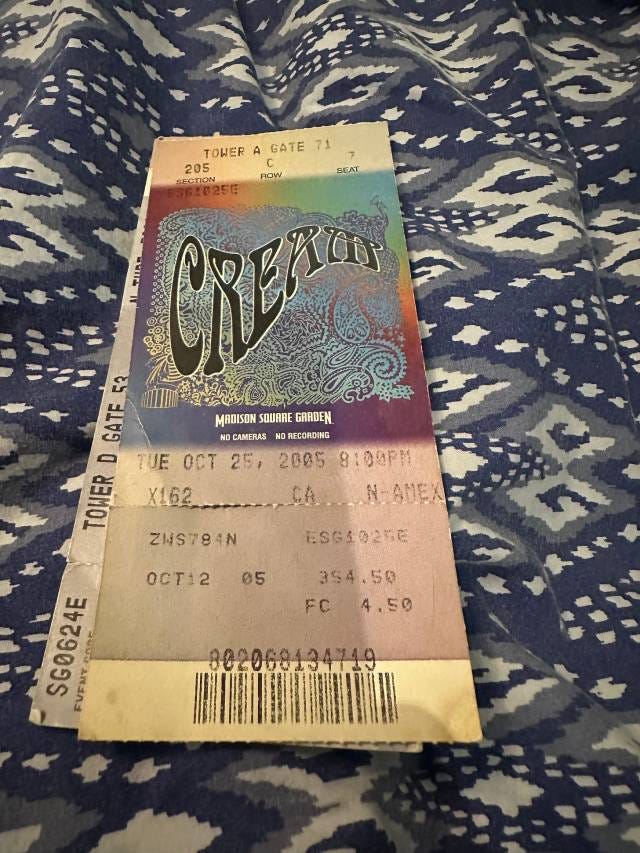 TOWER A GATE 71
205 C 7
SECTION ROW SEAT
ESG1025E
CREAM
MADISON SQUARE GARDEN
NO CAMERAS NO RECORDING
TUE OCT 25, 2005 8:00PM
X162 CA N-AMEX
ZWS784N ESG1025E
OCT12 05 354.50
FC 4.50
802068134719
TOWER D GATE 53
SG0624E